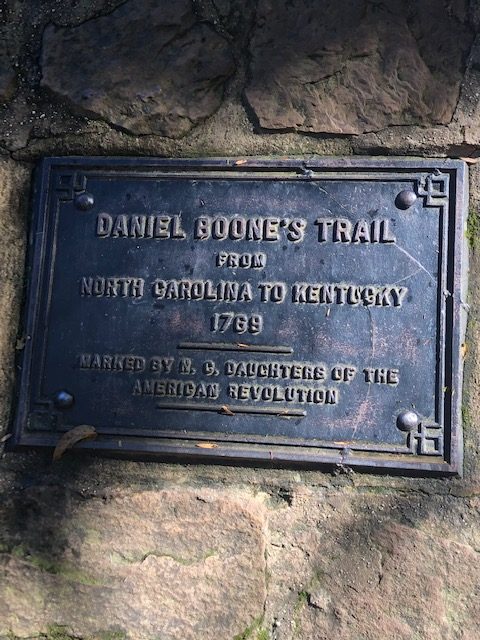 DANIEL BOONE'S TRAIL
FROM
NORTH CAROLINA TO KENTUCKY
1769
MARKED BY N. C. DAUGHTERS OF THE
AMERICAN REVOLUTION